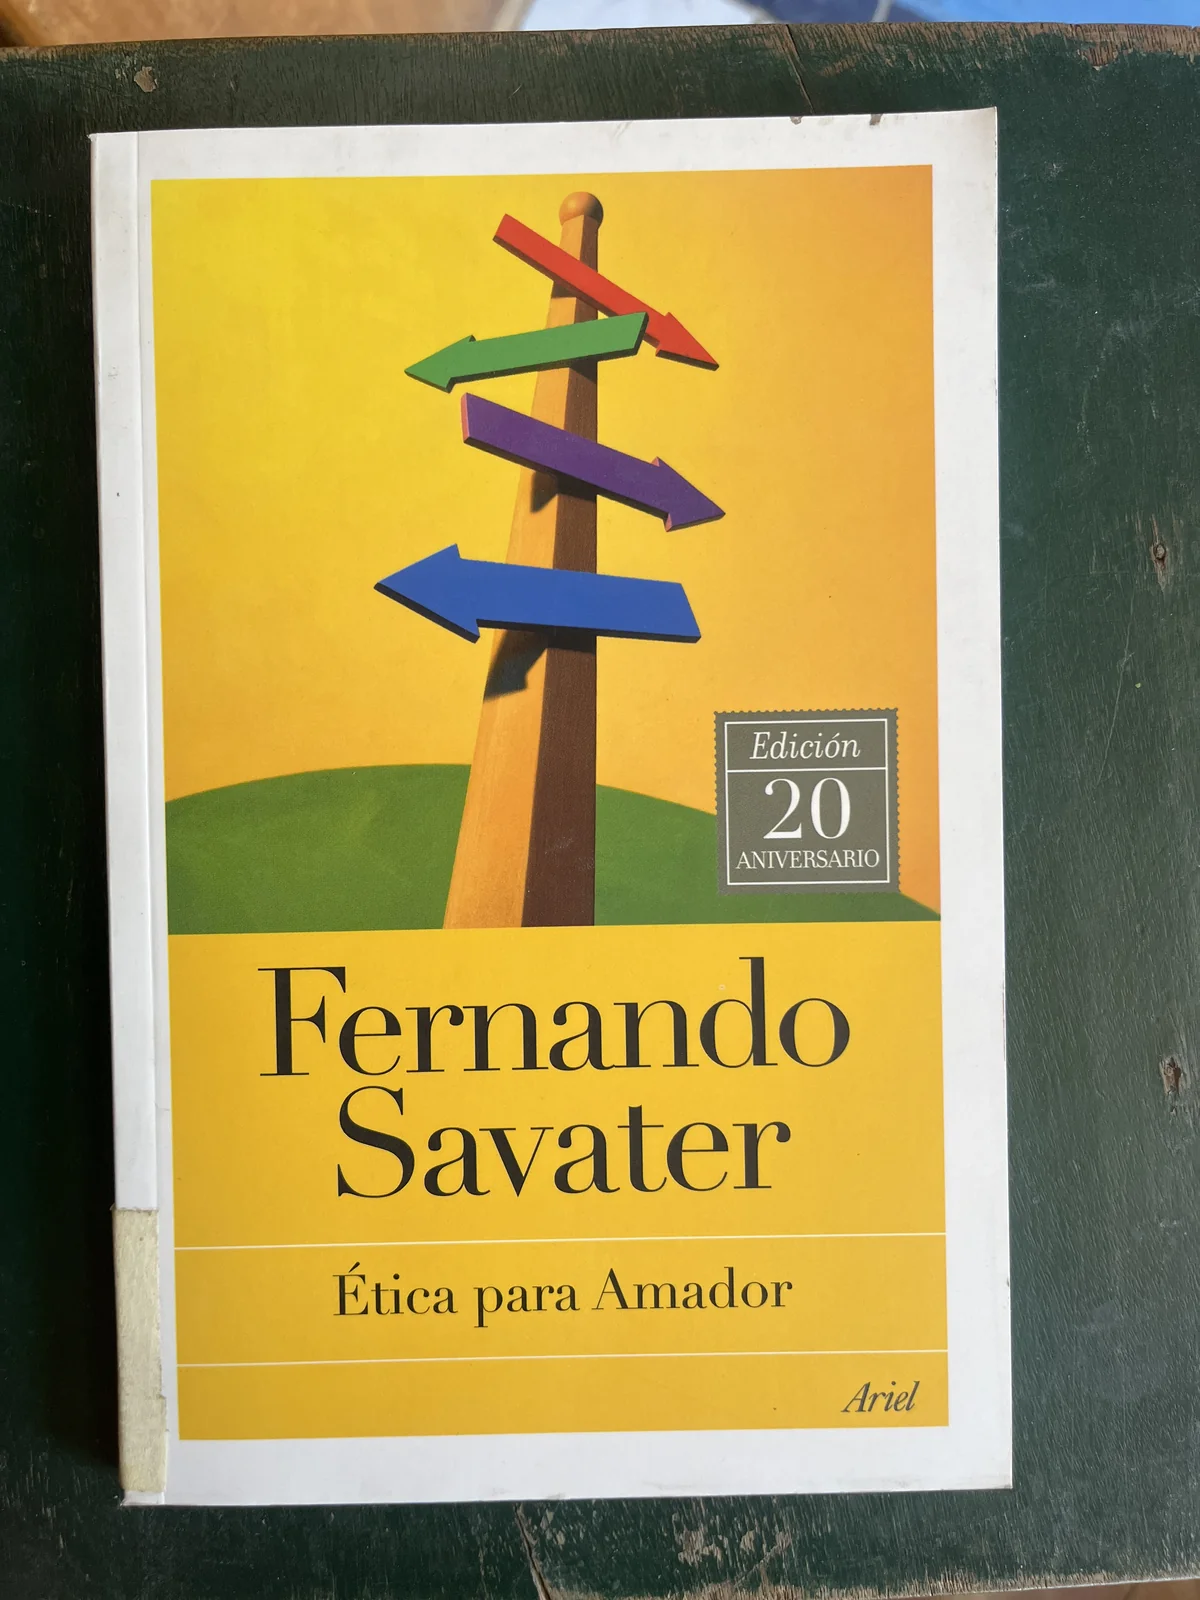 Edición
20
ANIVERSARIO
Fernando
Savater
Ética para Amador
Ariel